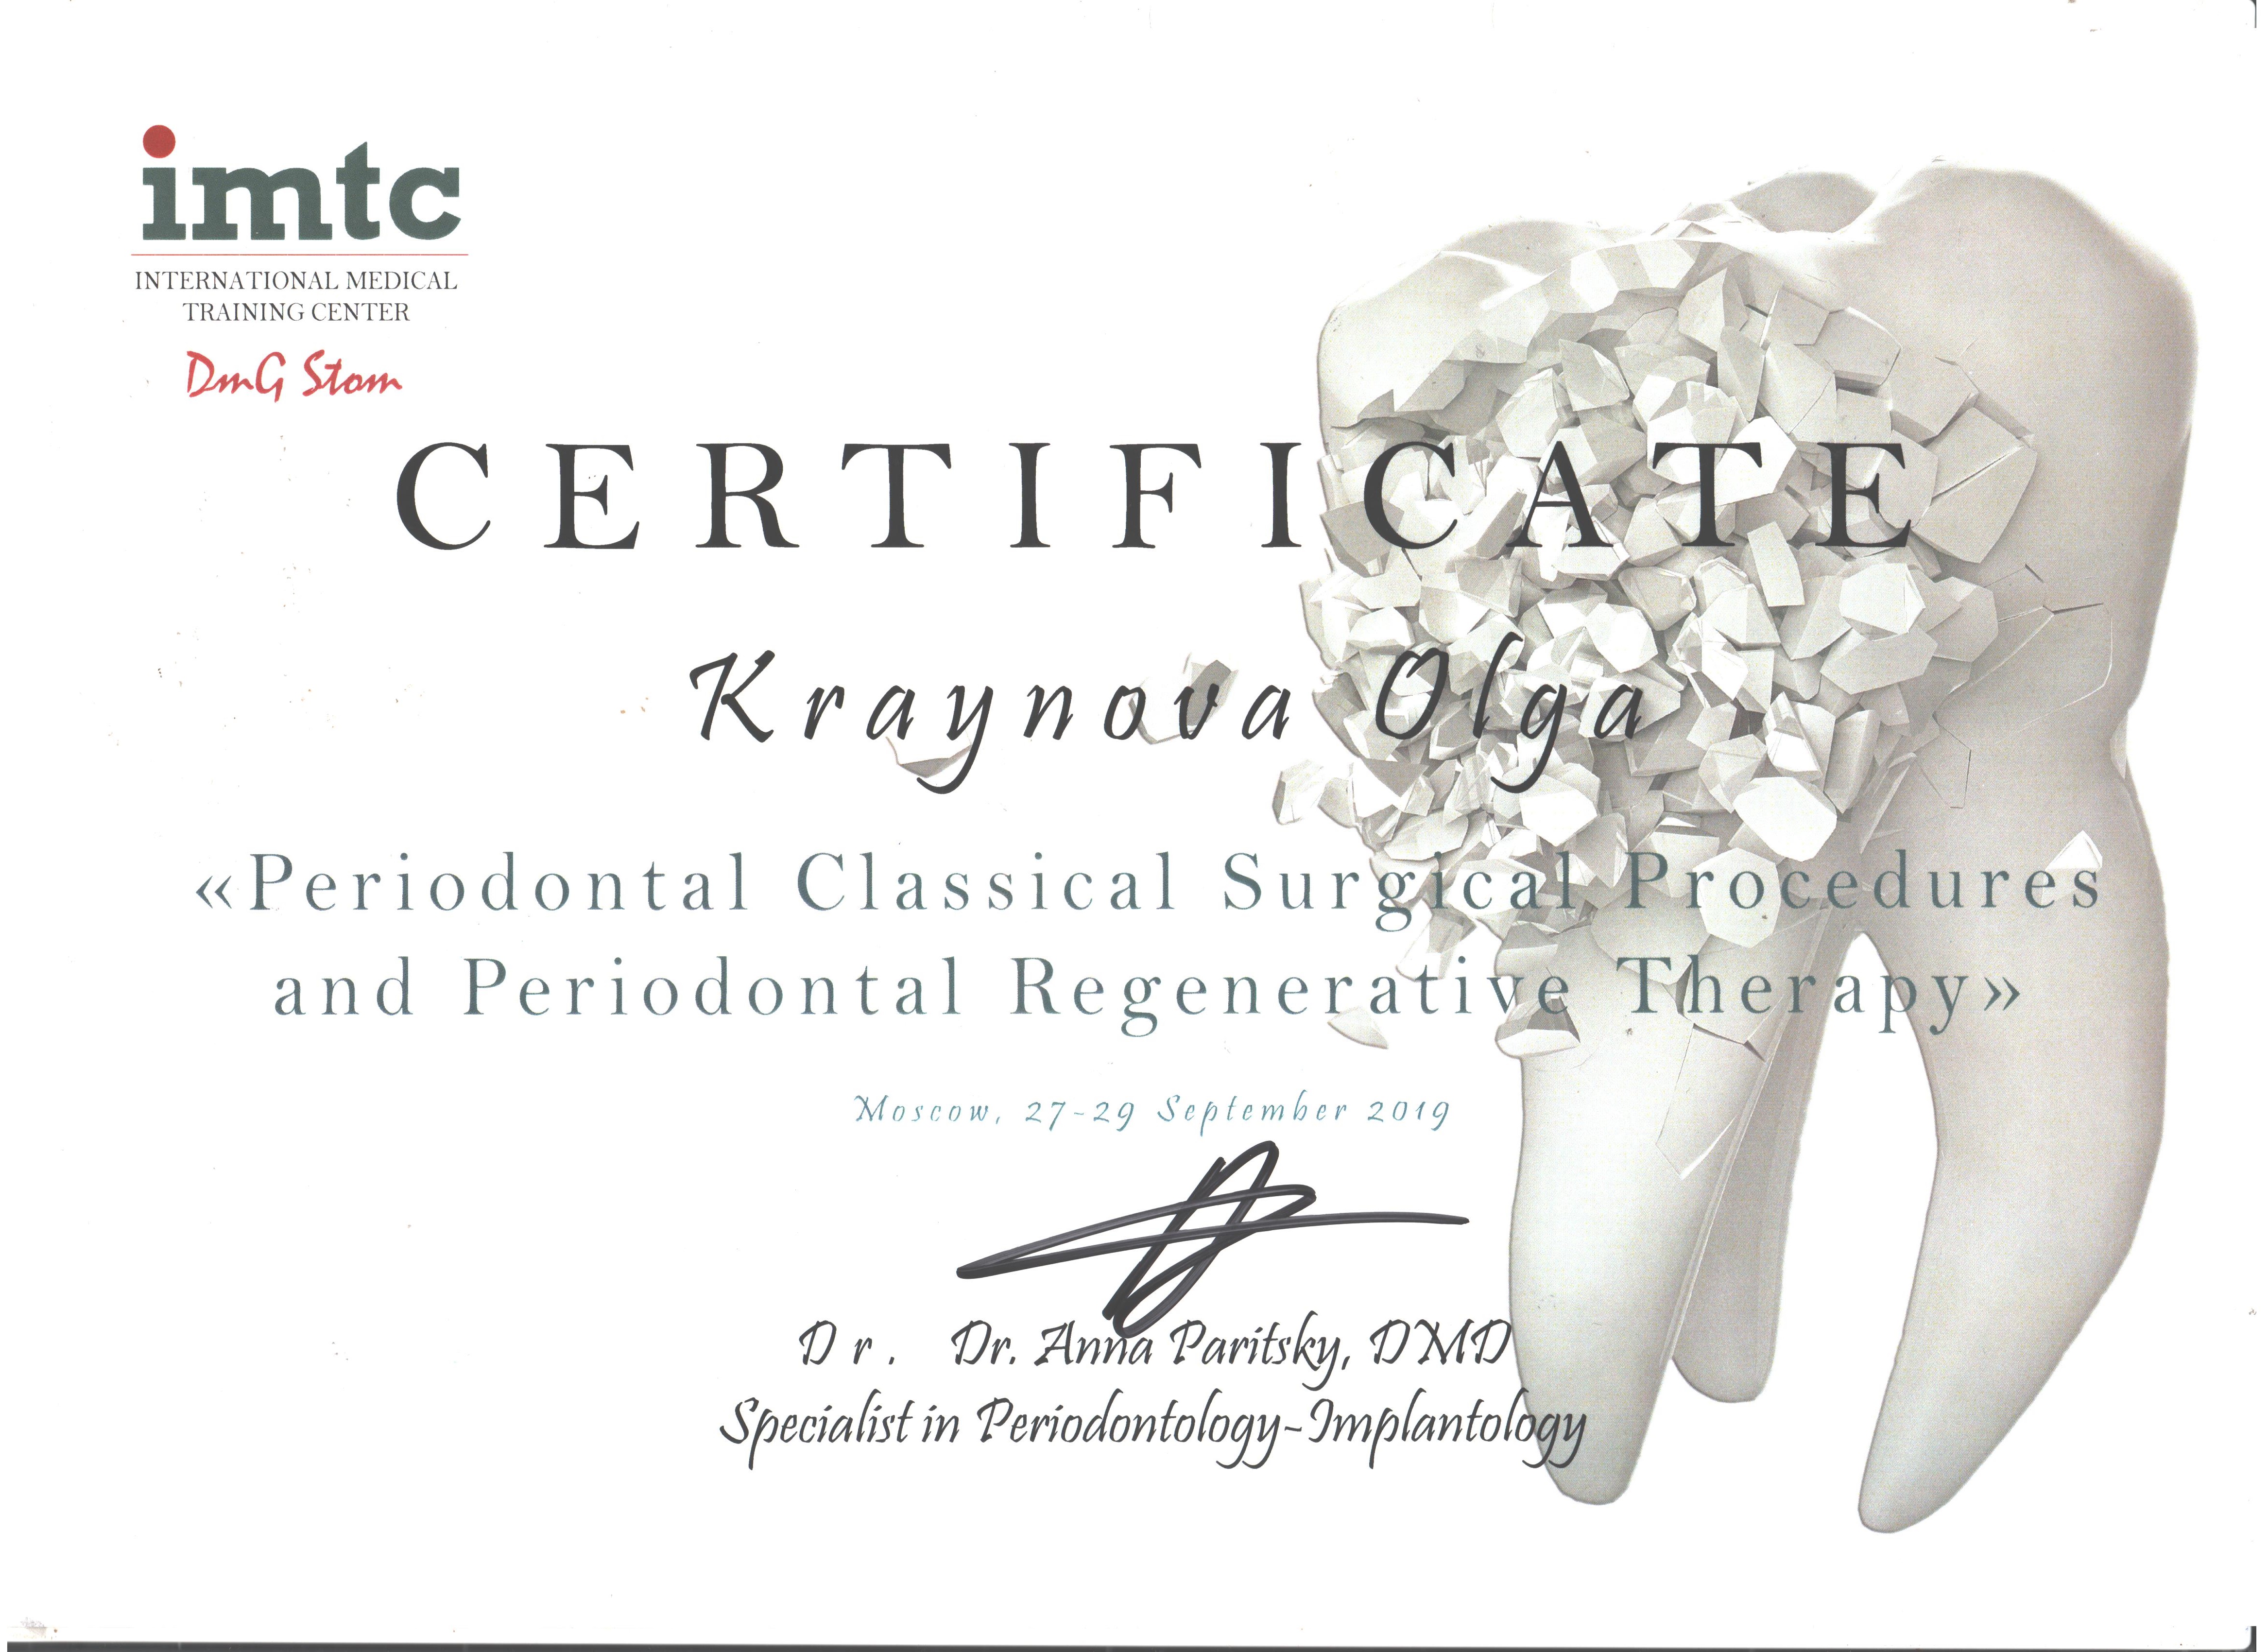 imtc
INTERNATIONAL MEDICAL
TRAINING CENTER
DmG Stom
CERTIFICATE
Kraynova Olga
«Periodontal Classical Surgical Procedures
and Periodontal Regenerative Therapy»
Moscow, 27-29 September 2019
Dr. Dr. Anna Paritsky, DMD
Specialist in Periodontology-Implantology